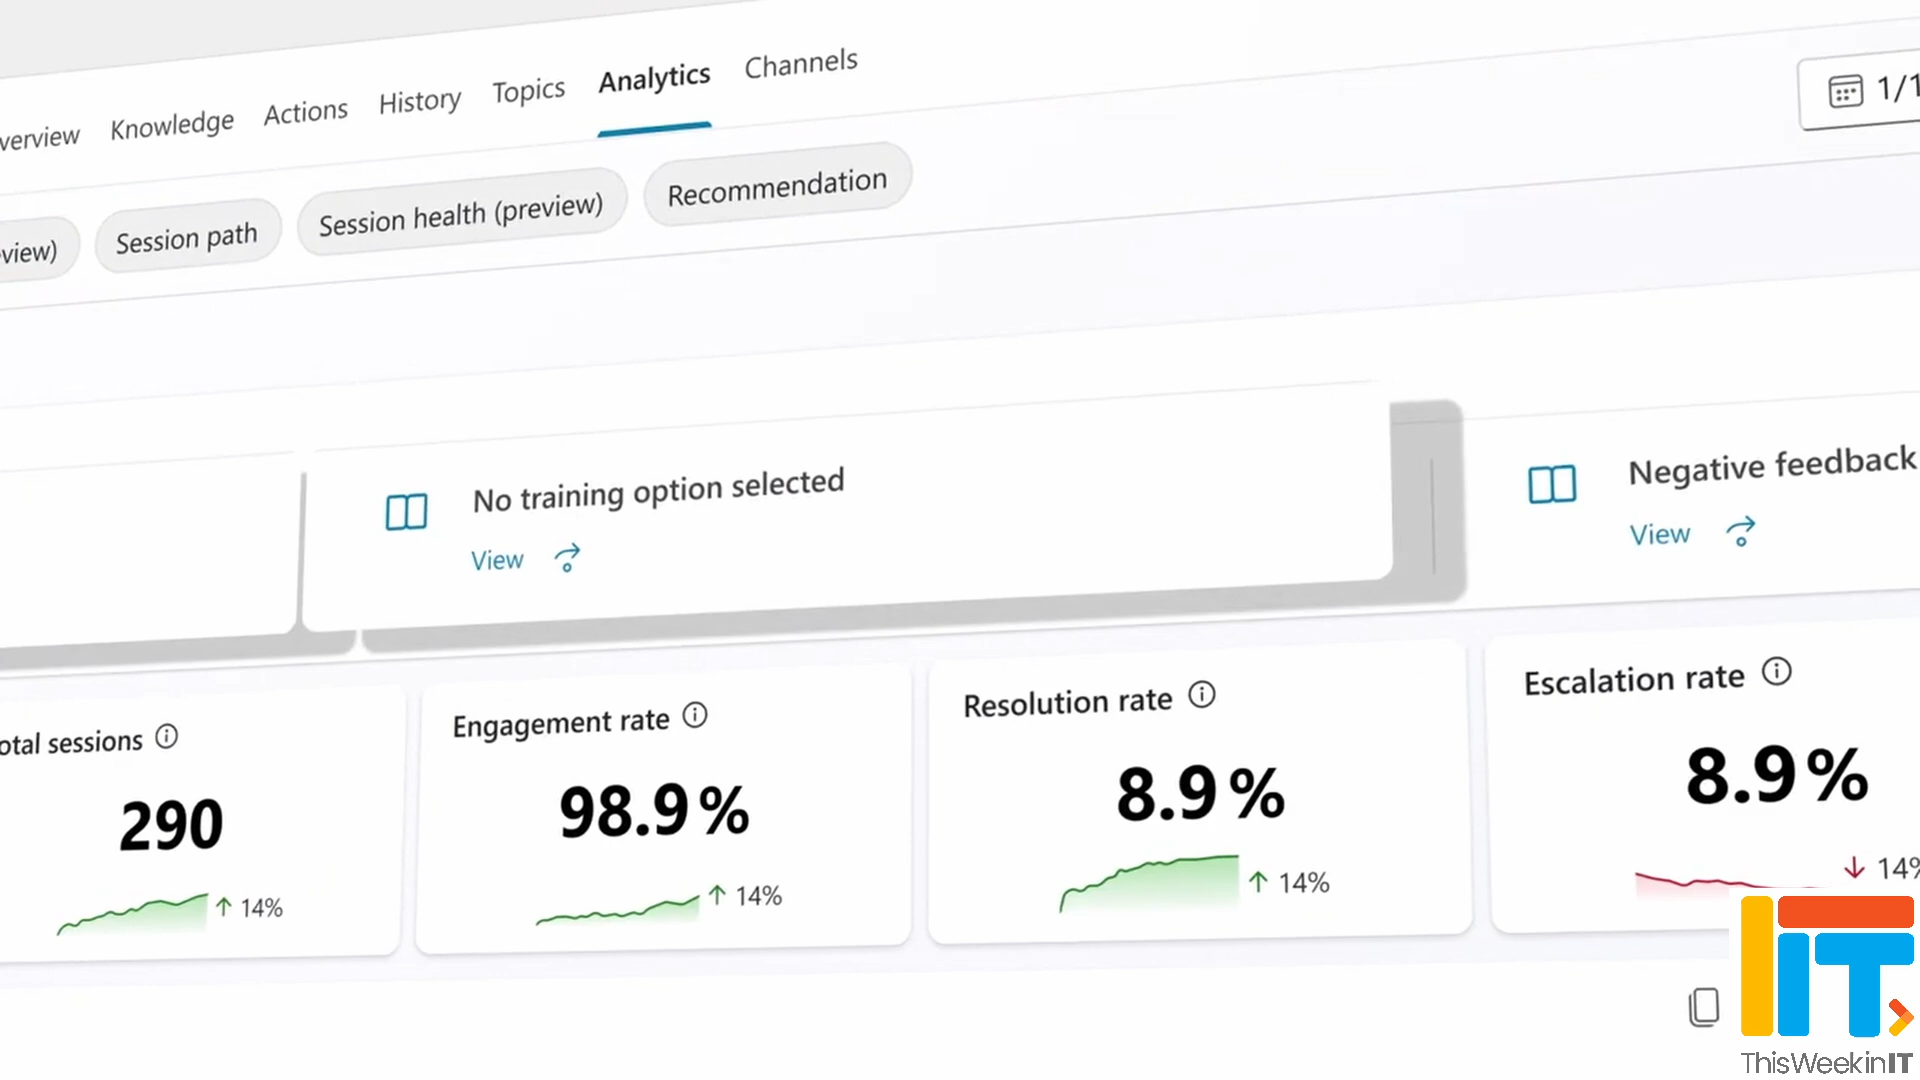 verview Knowledge Actions History Topics Analytics Channels
1/1
view) Session path Session health (preview) Recommendation
No training option selected
View
Negative feedback
View
otal sessions
290
14%
Engagement rate
98.9%
14%
Resolution rate
8.9%
14%
Escalation rate
8.9%
14%
IIT
ThisWeekinIT